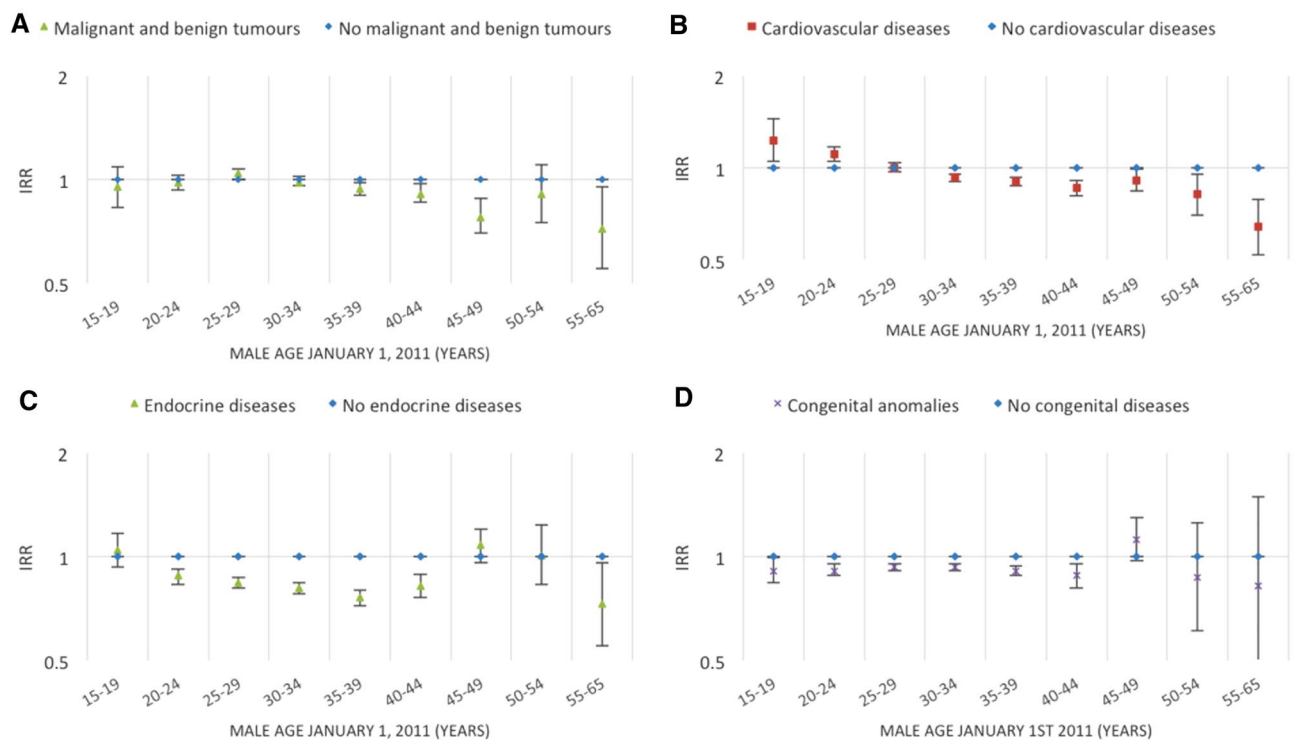 A Malignant and benign tumours No malignant and benign tumours
2
1
0.5
IRR
15-19 20-24 25-29 30-34 35-39 40-44 45-49 50-54 55-65
MALE AGE JANUARY 1, 2011 (YEARS)
B Cardiovascular diseases No cardiovascular diseases
2
1
0.5
IRR
15-19 20-24 25-29 30-34 35-39 40-44 45-49 50-54 55-65
MALE AGE JANUARY 1, 2011 (YEARS)
C Endocrine diseases No endocrine diseases
2
1
0.5
IRR
15-19 20-24 25-29 30-34 35-39 40-44 45-49 50-54 55-65
MALE AGE JANUARY 1, 2011 (YEARS)
D Congenital anomalies No congenital diseases
2
1
0.5
IRR
15-19 20-24 25-29 30-34 35-39 40-44 45-49 50-54 55-65
MALE AGE JANUARY 1ST 2011 (YEARS)